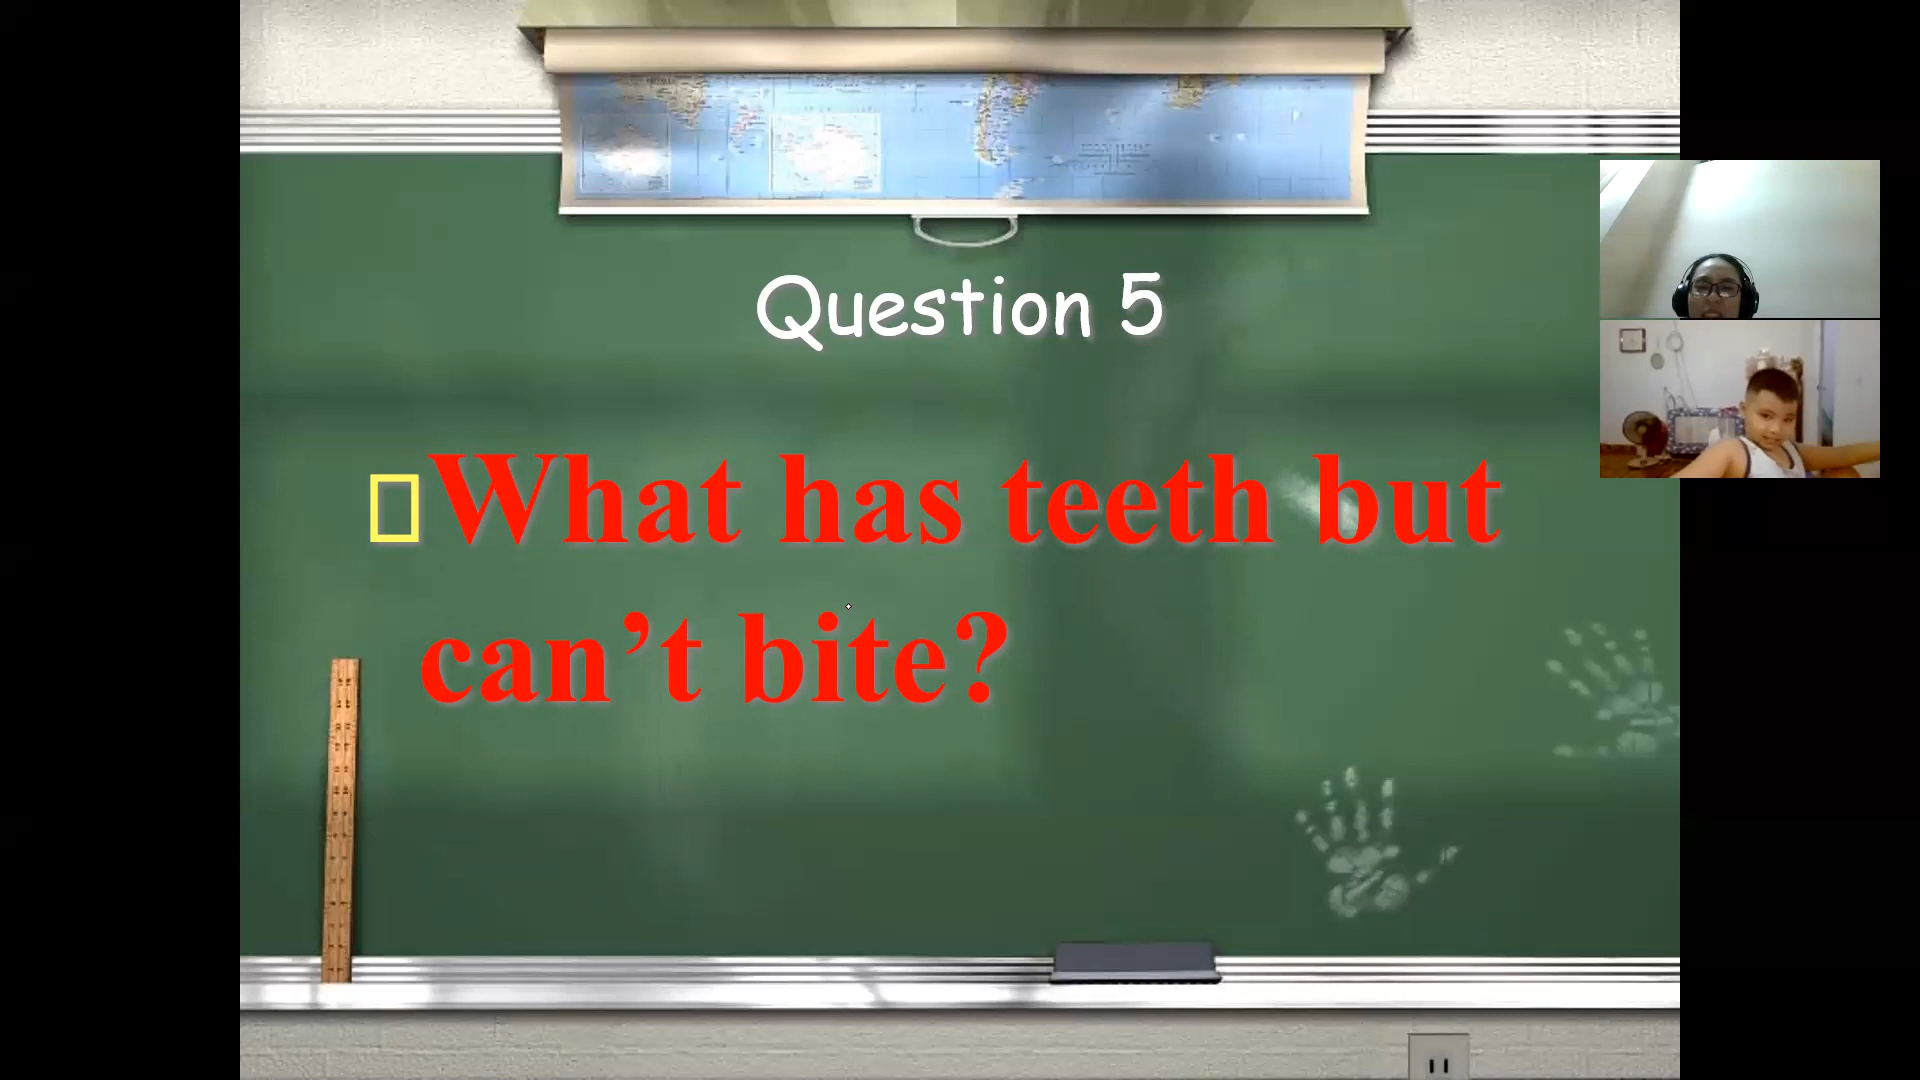 Question 5
What has teeth but
can’t bite?